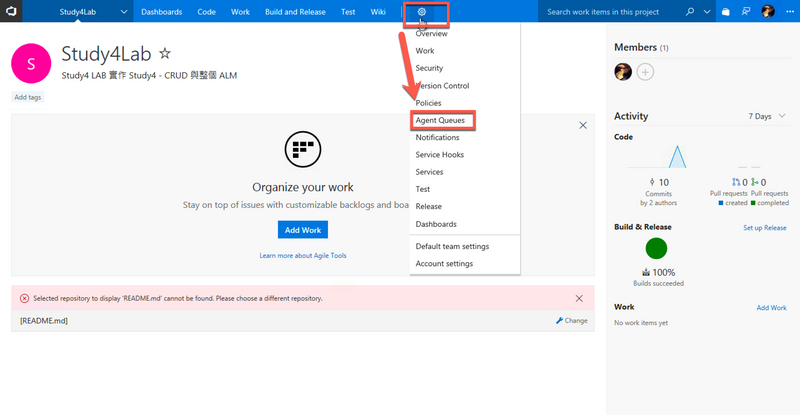 Study4Lab
Dashboards
Code
Work
Build and Release
Test
Wiki
Search work items in this project
Overview
Work
Security
Version Control
Policies
Agent Queues
Notifications
Service Hooks
Services
Test
Release
Dashboards
Default team settings
Account settings
S
Study4Lab
Study4 LAB 實作 Study4 - CRUD 與整個 ALM
Add tags
Organize your work
Stay on top of issues with customizable backlogs and boa
Add Work
Learn more about Agile Tools
Selected repository to display 'README.md' cannot be found. Please choose a different repository.
[README.md]
Change
Members (1)
Activity
7 Days
Code
10
Commits
by 2 authors
0
Pull requests
created
0
Pull requests
completed
Build & Release
Set up Release
100%
Builds succeeded
Work
Add Work
No work items yet